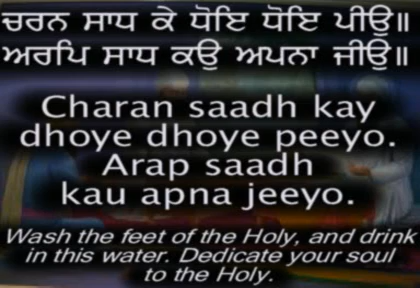 ਚਰਨ ਸਾਧ ਕੇ ਧੋਇ ਧੋਇ ਪੀਉ॥
ਅਰਪਿ ਸਾਧ ਕਉ ਅਪਨਾ ਜੀਉ॥
Charan saadh kay
dhoye dhoye peeyo.
Arap saadh
kau apna jeeyo.
Wash the feet of the Holy, and drink
in this water. Dedicate your soul
to the Holy.